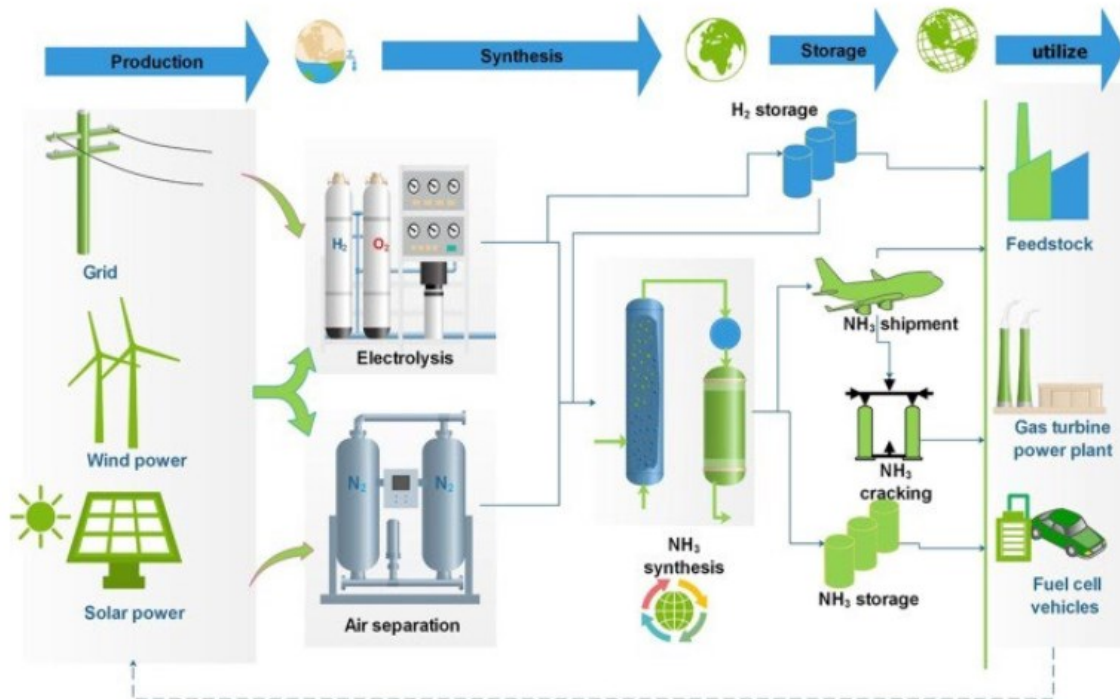 Production
Synthesis
Storage
utilize
Grid
Wind power
Solar power
H₂
O₂
Electrolysis
N₂
N₂
Air separation
NH₃
synthesis
H₂ storage
NH₃ shipment
NH₃
cracking
NH₃ storage
Feedstock
Gas turbine
power plant
Fuel cell
vehicles